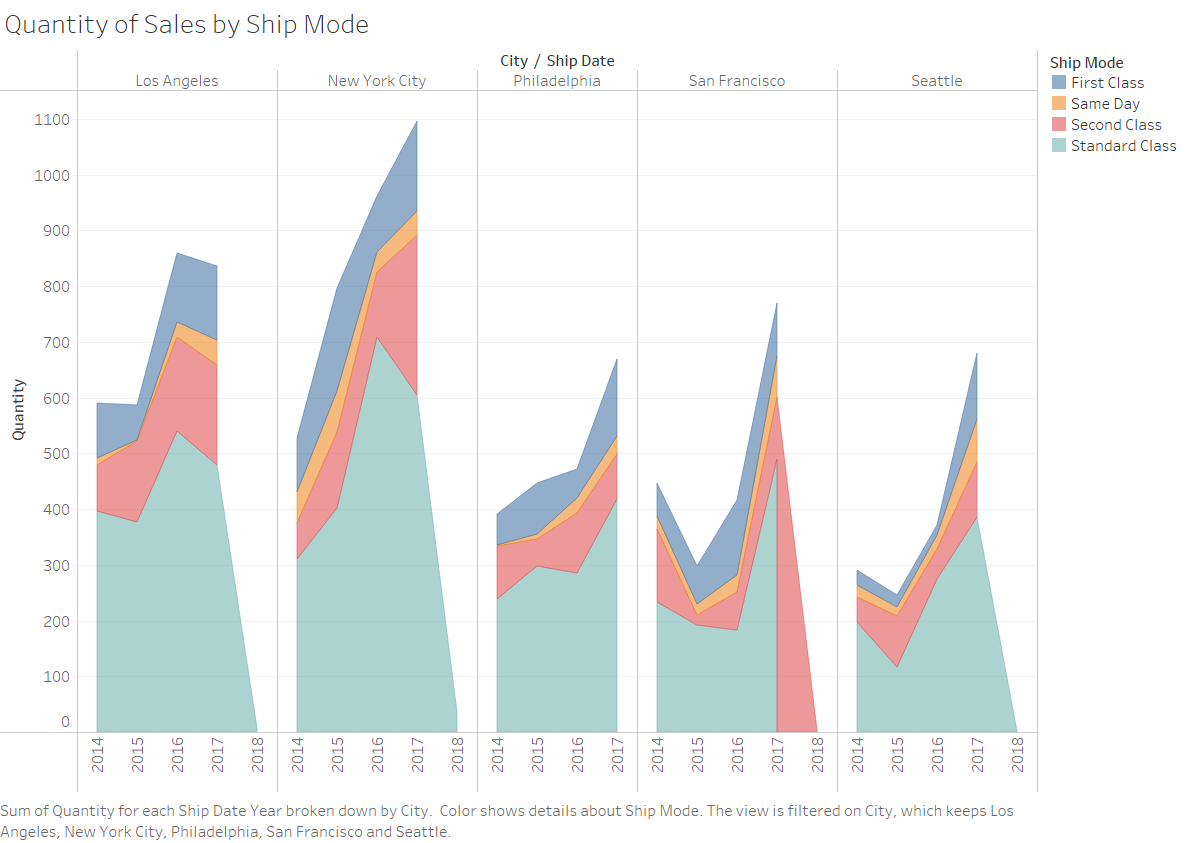 Quantity of Sales by Ship Mode
City / Ship Date
Los Angeles New York City Philadelphia San Francisco Seattle
Ship Mode
First Class
Same Day
Second Class
Standard Class
Quantity
1100
1000
900
800
700
600
500
400
300
200
100
0
2014 2015 2016 2017 2018 2014 2015 2016 2017 2018 2014 2015 2016 2017 2014 2015 2016 2017 2018 2014 2015 2016 2017 2018
Sum of Quantity for each Ship Date Year broken down by City. Color shows details about Ship Mode. The view is filtered on City, which keeps Los
Angeles, New York City, Philadelphia, San Francisco and Seattle.